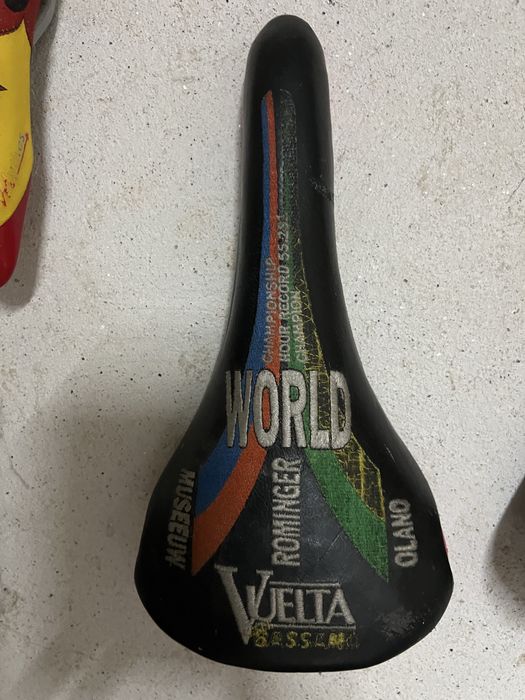 CHAMPIONSHIP
HOUR RECORD 55-291
CHAMPION
WORLD
MUSEEUW
ROMINGER
OLANO
VUELTA
BASSANO